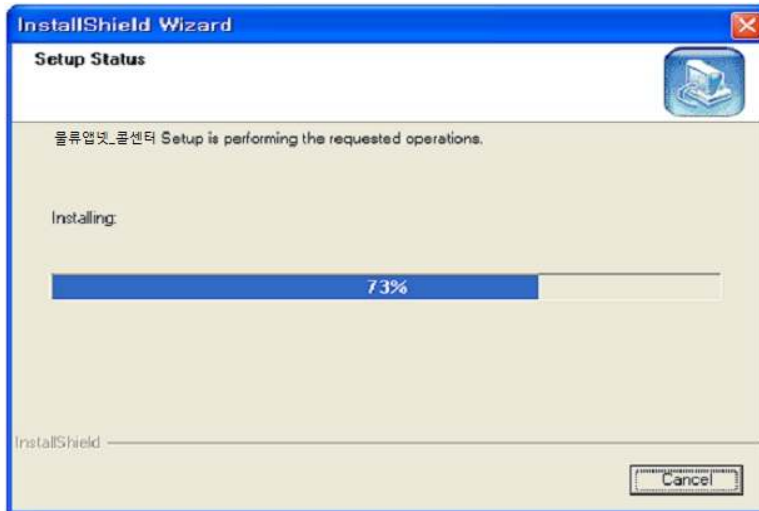 InstallShield Wizard
Setup Status
물류앱넷_콜센터 Setup is performing the requested operations.
Installing:
73%
InstallShield
Cancel